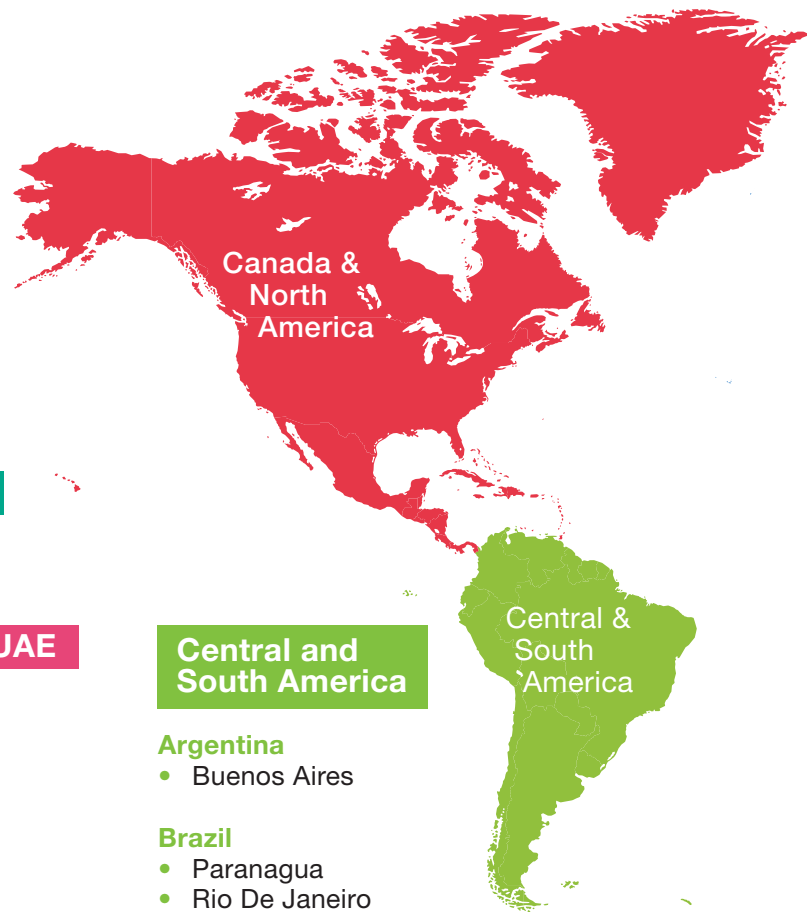 Canada &
North
America
UAE
Central and
South America
Central &
South
America
Argentina
• Buenos Aires
Brazil
• Paranagua
• Rio De Janeiro